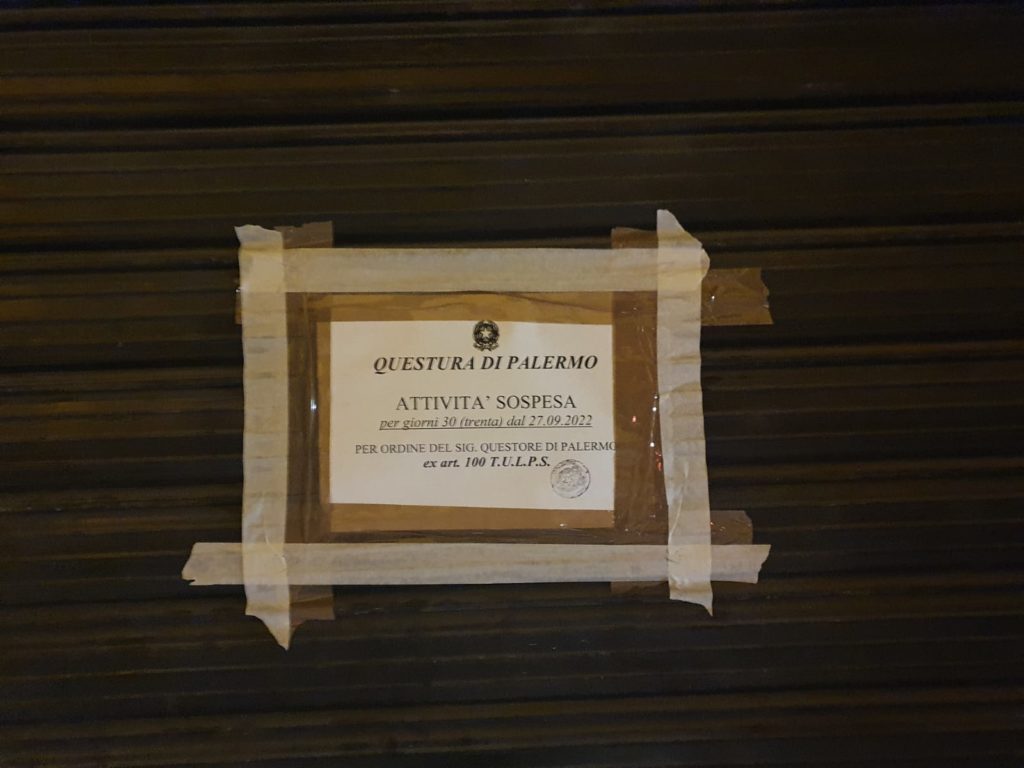 QUESTURA DI PALERMO
ATTIVITA' SOSPESA
per giorni 30 (trenta) dal 27.09.2022
PER ORDINE DEL SIG. QUESTORE DI PALERMO
ex art. 100 T.U.L.P.S.